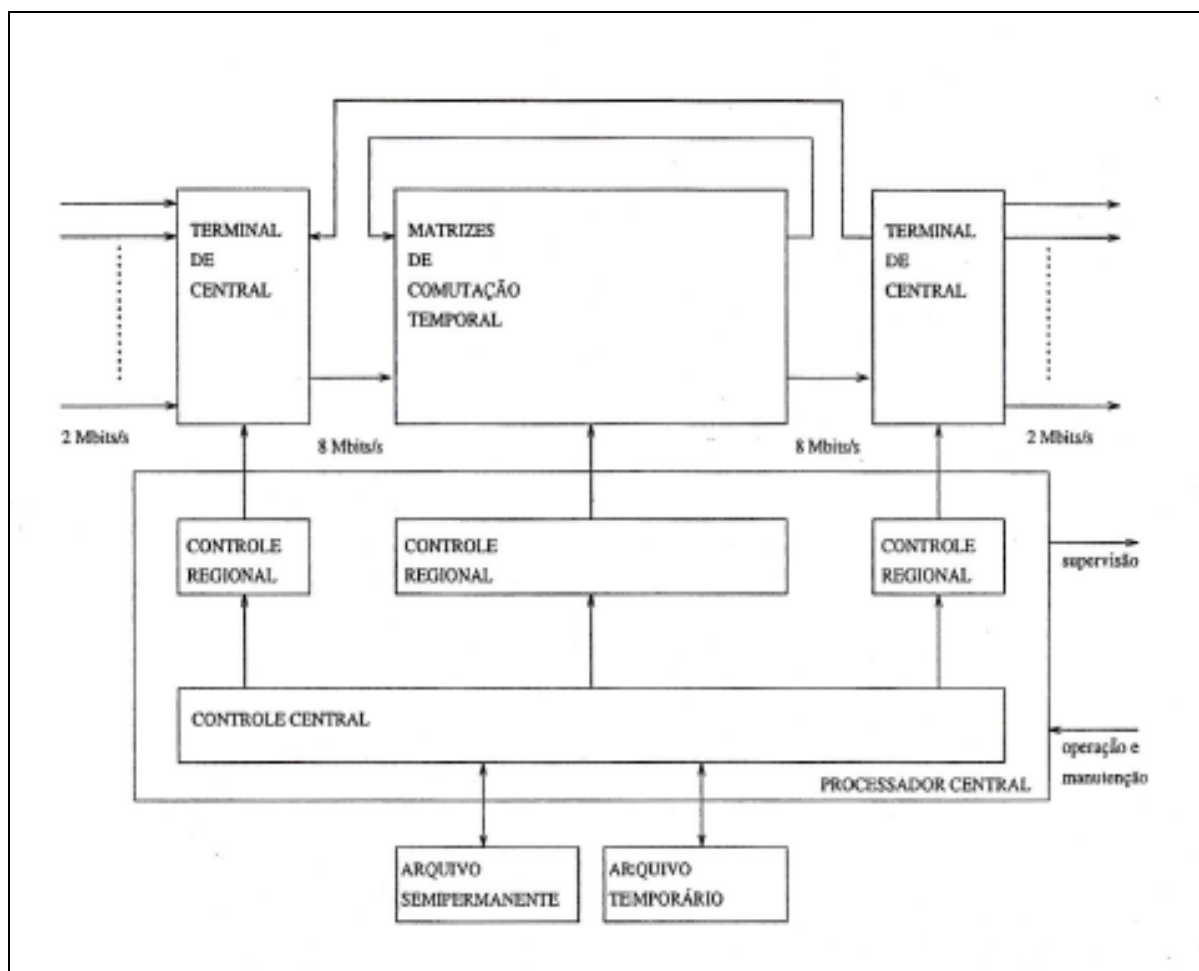 TERMINAL
DE
CENTRAL
MATRIZES
DE
COMUTAÇÃO
TEMPORAL
TERMINAL
DE
CENTRAL
2 Mbits/s
8 Mbits/s
8 Mbits/s
2 Mbits/s
CONTROLE
REGIONAL
CONTROLE
REGIONAL
CONTROLE
REGIONAL
supervisão
CONTROLE CENTRAL
operação e
manutenção
PROCESSADOR CENTRAL
ARQUIVO
SEMIPERMANENTE
ARQUIVO
TEMPORÁRIO